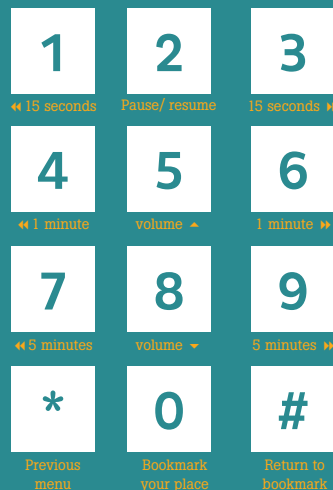 1 2 3
⏪ 15 seconds Pause/ resume 15 seconds ⏩
4 5 6
⏪ 1 minute volume ▲ 1 minute ⏩
7 8 9
⏪ 5 minutes volume ▼ 5 minutes ⏩
* 0 #
Previous Bookmark Return to
menu your place bookmark